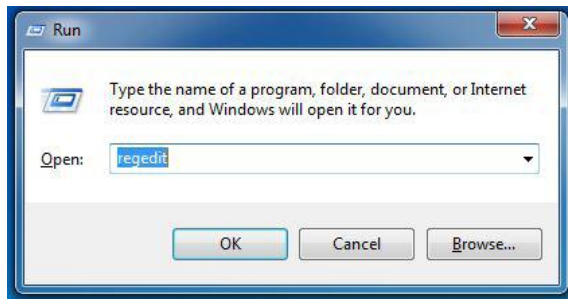 Run
Type the name of a program, folder, document, or Internet
resource, and Windows will open it for you.
Open: regedit
OK Cancel Browse...